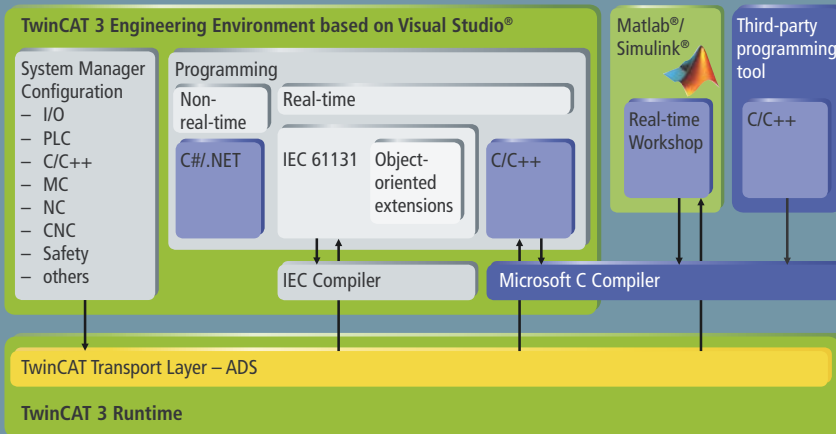 TwinCAT 3 Engineering Environment based on Visual Studio®
System Manager
Configuration
– I/O
– PLC
– C/C++
– MC
– NC
– CNC
– Safety
– others
Programming
Non-
real-time
Real-time
C#/.NET
IEC 61131
Object-
oriented
extensions
C/C++
IEC Compiler
Matlab®/
Simulink®
Real-time
Workshop
Third-party
programming
tool
C/C++
Microsoft C Compiler
TwinCAT Transport Layer – ADS
TwinCAT 3 Runtime